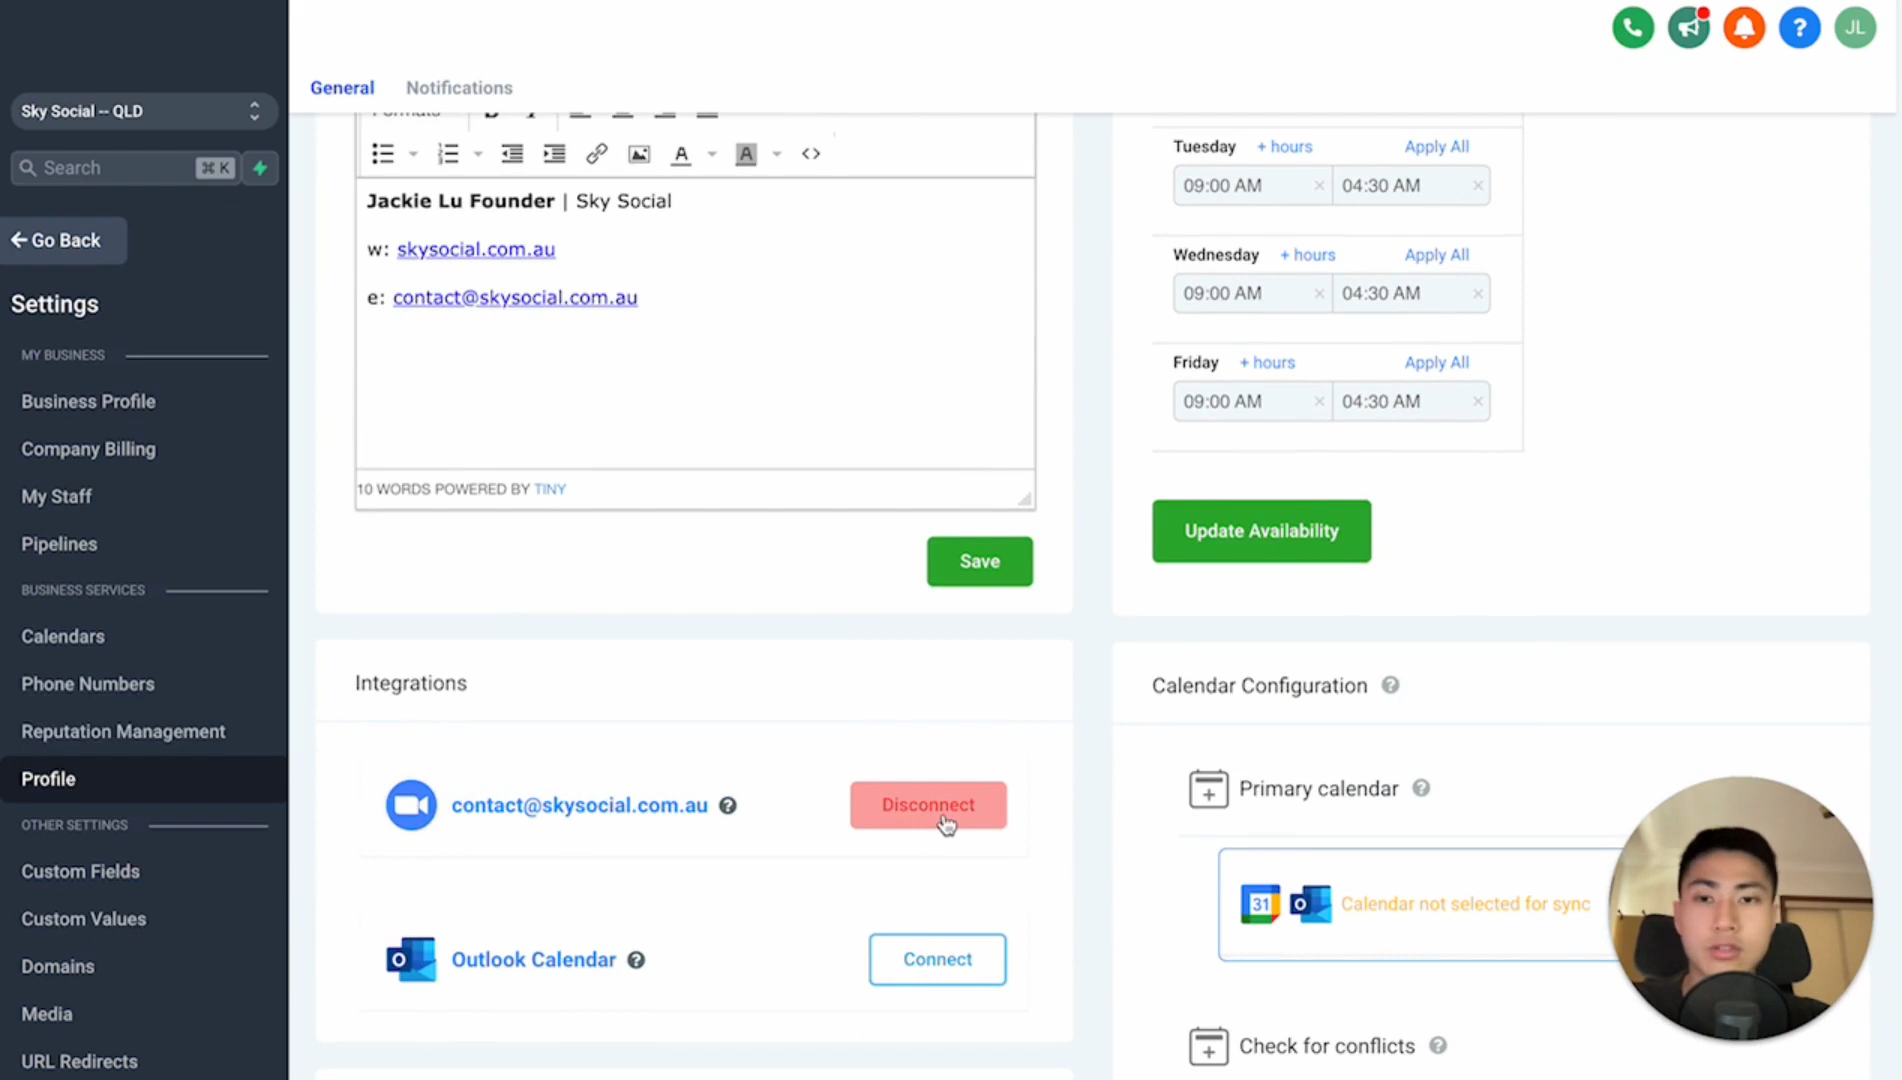 JL
General
Notifications
Sky Social -- QLD
Search
⌘ K
Go Back
Settings
MY BUSINESS
Business Profile
Company Billing
My Staff
Pipelines
BUSINESS SERVICES
Calendars
Phone Numbers
Reputation Management
Profile
OTHER SETTINGS
Custom Fields
Custom Values
Domains
Media
URL Redirects
Formats
Jackie Lu Founder | Sky Social
w: skysocial.com.au
e: contact@skysocial.com.au
10 WORDS POWERED BY TINY
Save
Tuesday + hours Apply All
09:00 AM × 04:30 AM ×
Wednesday + hours Apply All
09:00 AM × 04:30 AM ×
Friday + hours Apply All
09:00 AM × 04:30 AM ×
Update Availability
Integrations
contact@skysocial.com.au
Disconnect
Outlook Calendar
Connect
Calendar Configuration
Primary calendar
31
Calendar not selected for sync
Check for conflicts